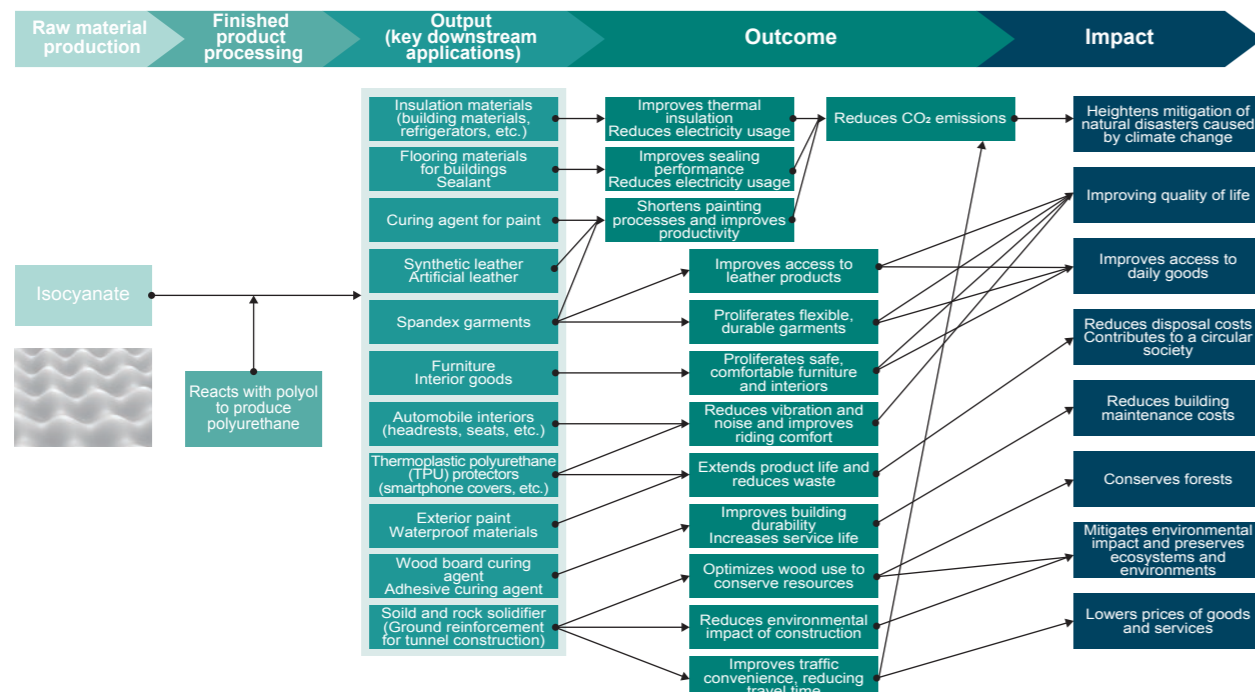 Raw material
production
Finished
product
processing
Output
(key downstream
applications)
Outcome
Impact
Isocyanate
Reacts with polyol
to produce
polyurethane
Insulation materials
(building materials,
refrigerators, etc.)
Flooring materials
for buildings
Sealant
Curing agent for paint
Synthetic leather
Artificial leather
Spandex garments
Furniture
Interior goods
Automobile interiors
(headrests, seats, etc.)
Thermoplastic polyurethane
(TPU) protectors
(smartphone covers, etc.)
Exterior paint
Waterproof materials
Wood board curing
agent
Adhesive curing agent
Soild and rock solidifier
(Ground reinforcement
for tunnel construction)
Improves thermal
insulation
Reduces electricity usage
Improves sealing
performance
Reduces electricity usage
Shortens painting
processes and improves
productivity
Reduces CO₂ emissions
Improves access to
leather products
Proliferates flexible,
durable garments
Proliferates safe,
comfortable furniture
and interiors
Reduces vibration and
noise and improves
riding comfort
Extends product life and
reduces waste
Improves building
durability
Increases service life
Optimizes wood use to
conserve resources
Reduces environmental
impact of construction
Improves traffic
convenience, reducing
travel time
Heightens mitigation of
natural disasters caused
by climate change
Improving quality of life
Improves access to
daily goods
Reduces disposal costs
Contributes to a circular
society
Reduces building
maintenance costs
Conserves forests
Mitigates environmental
impact and preserves
ecosystems and
environments
Lowers prices of goods
and services